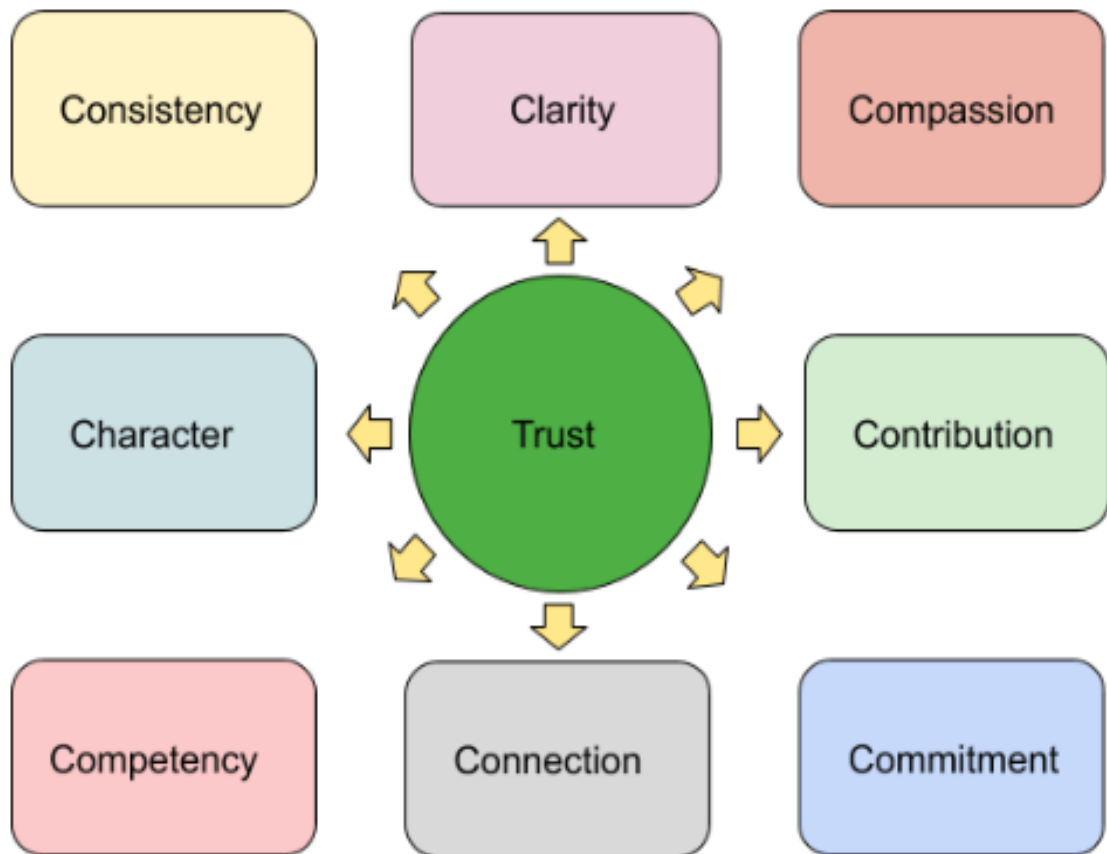 Consistency
Clarity
Compassion
Character
Trust
Contribution
Competency
Connection
Commitment